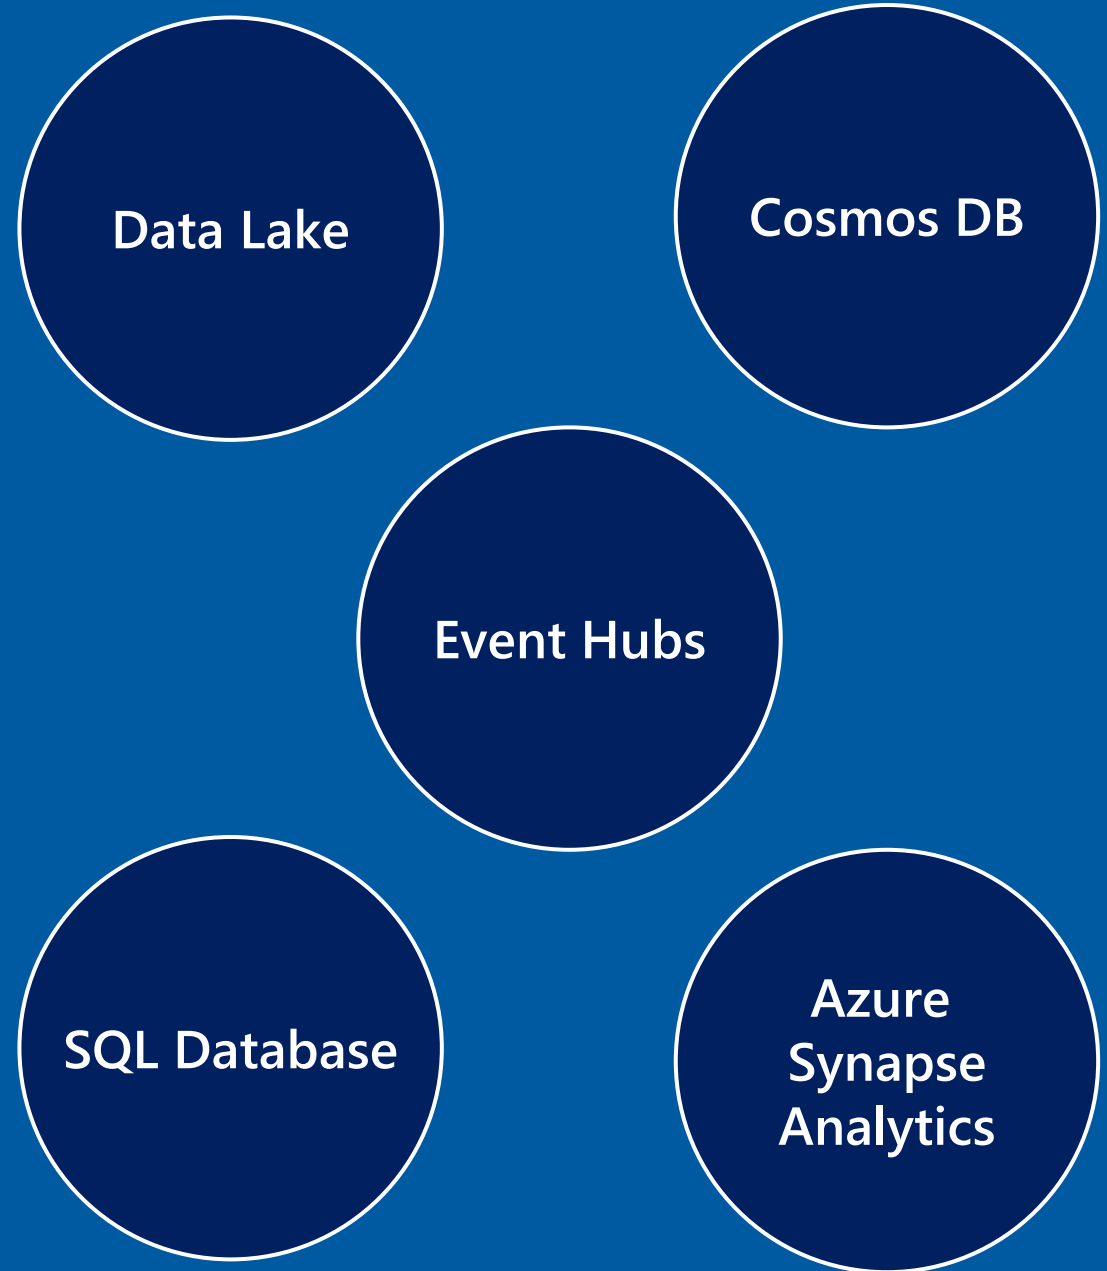 Data Lake
Cosmos DB
Event Hubs
SQL Database
Azure
Synapse
Analytics